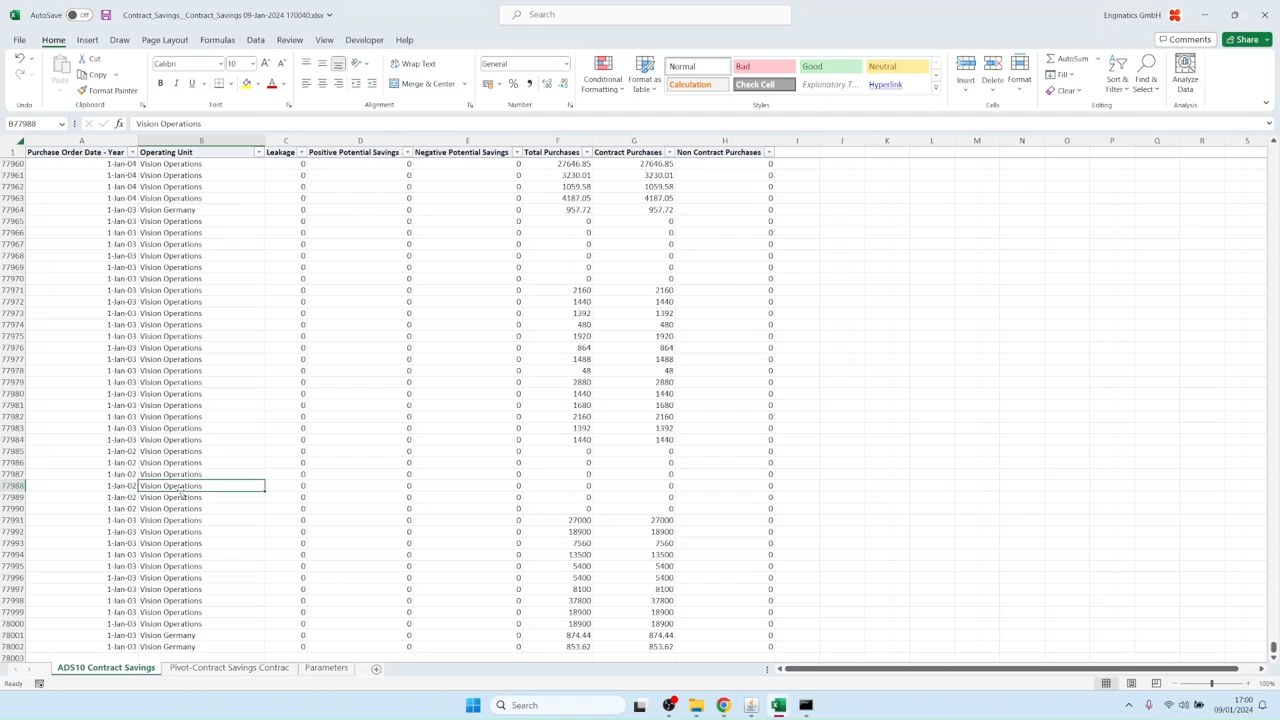 AutoSave Off Contract_Savings__Contract_Savings 09-Jan-2024 170040.xlsx Search Enginatics GmbH
File Home Insert Draw Page Layout Formulas Data Review View Developer Help Comments Share
Undo
Paste Cut Copy Format Painter
Clipboard
Calibri 10
Font
Wrap Text
Merge & Center
Alignment
General
Number
Conditional Formatting Format as Table
Normal Bad Good Neutral
Calculation Check Cell Explanatory T... Hyperlink
Styles
Insert Delete Format
Cells
AutoSum Fill Clear Sort & Filter Find & Select
Editing
Analyze Data
Analysis
B77988 fx Vision Operations
A B C D E F G H I J K L M N O P Q R S
1 Purchase Order Date - Year Operating Unit Leakage Positive Potential Savings Negative Potential Savings Total Purchases Contract Purchases Non Contract Purchases
77960 1-Jan-04 Vision Operations 0 0 0 27646.85 27646.85 0
77961 1-Jan-04 Vision Operations 0 0 0 3230.01 3230.01 0
77962 1-Jan-04 Vision Operations 0 0 0 1059.58 1059.58 0
77963 1-Jan-04 Vision Operations 0 0 0 4187.05 4187.05 0
77964 1-Jan-03 Vision Germany 0 0 0 957.72 957.72 0
77965 1-Jan-03 Vision Operations 0 0 0 0 0 0
77966 1-Jan-03 Vision Operations 0 0 0 0 0 0
77967 1-Jan-03 Vision Operations 0 0 0 0 0 0
77968 1-Jan-03 Vision Operations 0 0 0 0 0 0
77969 1-Jan-03 Vision Operations 0 0 0 0 0 0
77970 1-Jan-03 Vision Operations 0 0 0 0 0 0
77971 1-Jan-03 Vision Operations 0 0 0 2160 2160 0
77972 1-Jan-03 Vision Operations 0 0 0 1440 1440 0
77973 1-Jan-03 Vision Operations 0 0 0 1392 1392 0
77974 1-Jan-03 Vision Operations 0 0 0 480 480 0
77975 1-Jan-03 Vision Operations 0 0 0 1920 1920 0
77976 1-Jan-03 Vision Operations 0 0 0 864 864 0
77977 1-Jan-03 Vision Operations 0 0 0 1488 1488 0
77978 1-Jan-03 Vision Operations 0 0 0 48 48 0
77979 1-Jan-03 Vision Operations 0 0 0 2880 2880 0
77980 1-Jan-03 Vision Operations 0 0 0 1440 1440 0
77981 1-Jan-03 Vision Operations 0 0 0 1680 1680 0
77982 1-Jan-03 Vision Operations 0 0 0 2160 2160 0
77983 1-Jan-03 Vision Operations 0 0 0 1392 1392 0
77984 1-Jan-03 Vision Operations 0 0 0 1440 1440 0
77985 1-Jan-02 Vision Operations 0 0 0 0 0 0
77986 1-Jan-02 Vision Operations 0 0 0 0 0 0
77987 1-Jan-02 Vision Operations 0 0 0 0 0 0
77988 1-Jan-02 Vision Operations 0 0 0 0 0 0
77989 1-Jan-02 Vision Operations 0 0 0 0 0 0
77990 1-Jan-02 Vision Operations 0 0 0 0 0 0
77991 1-Jan-03 Vision Operations 0 0 0 27000 27000 0
77992 1-Jan-03 Vision Operations 0 0 0 18900 18900 0
77993 1-Jan-03 Vision Operations 0 0 0 7560 7560 0
77994 1-Jan-03 Vision Operations 0 0 0 13500 13500 0
77995 1-Jan-03 Vision Operations 0 0 0 5400 5400 0
77996 1-Jan-03 Vision Operations 0 0 0 5400 5400 0
77997 1-Jan-03 Vision Operations 0 0 0 8100 8100 0
77998 1-Jan-03 Vision Operations 0 0 0 37800 37800 0
77999 1-Jan-03 Vision Operations 0 0 0 18900 18900 0
78000 1-Jan-03 Vision Operations 0 0 0 18900 18900 0
78001 1-Jan-03 Vision Germany 0 0 0 874.44 874.44 0
78002 1-Jan-03 Vision Germany 0 0 0 853.62 853.62 0
78003
ADS10 Contract Savings Pivot-Contract Savings Contrac Parameters
Ready 100%
Search 17:00
09/01/2024